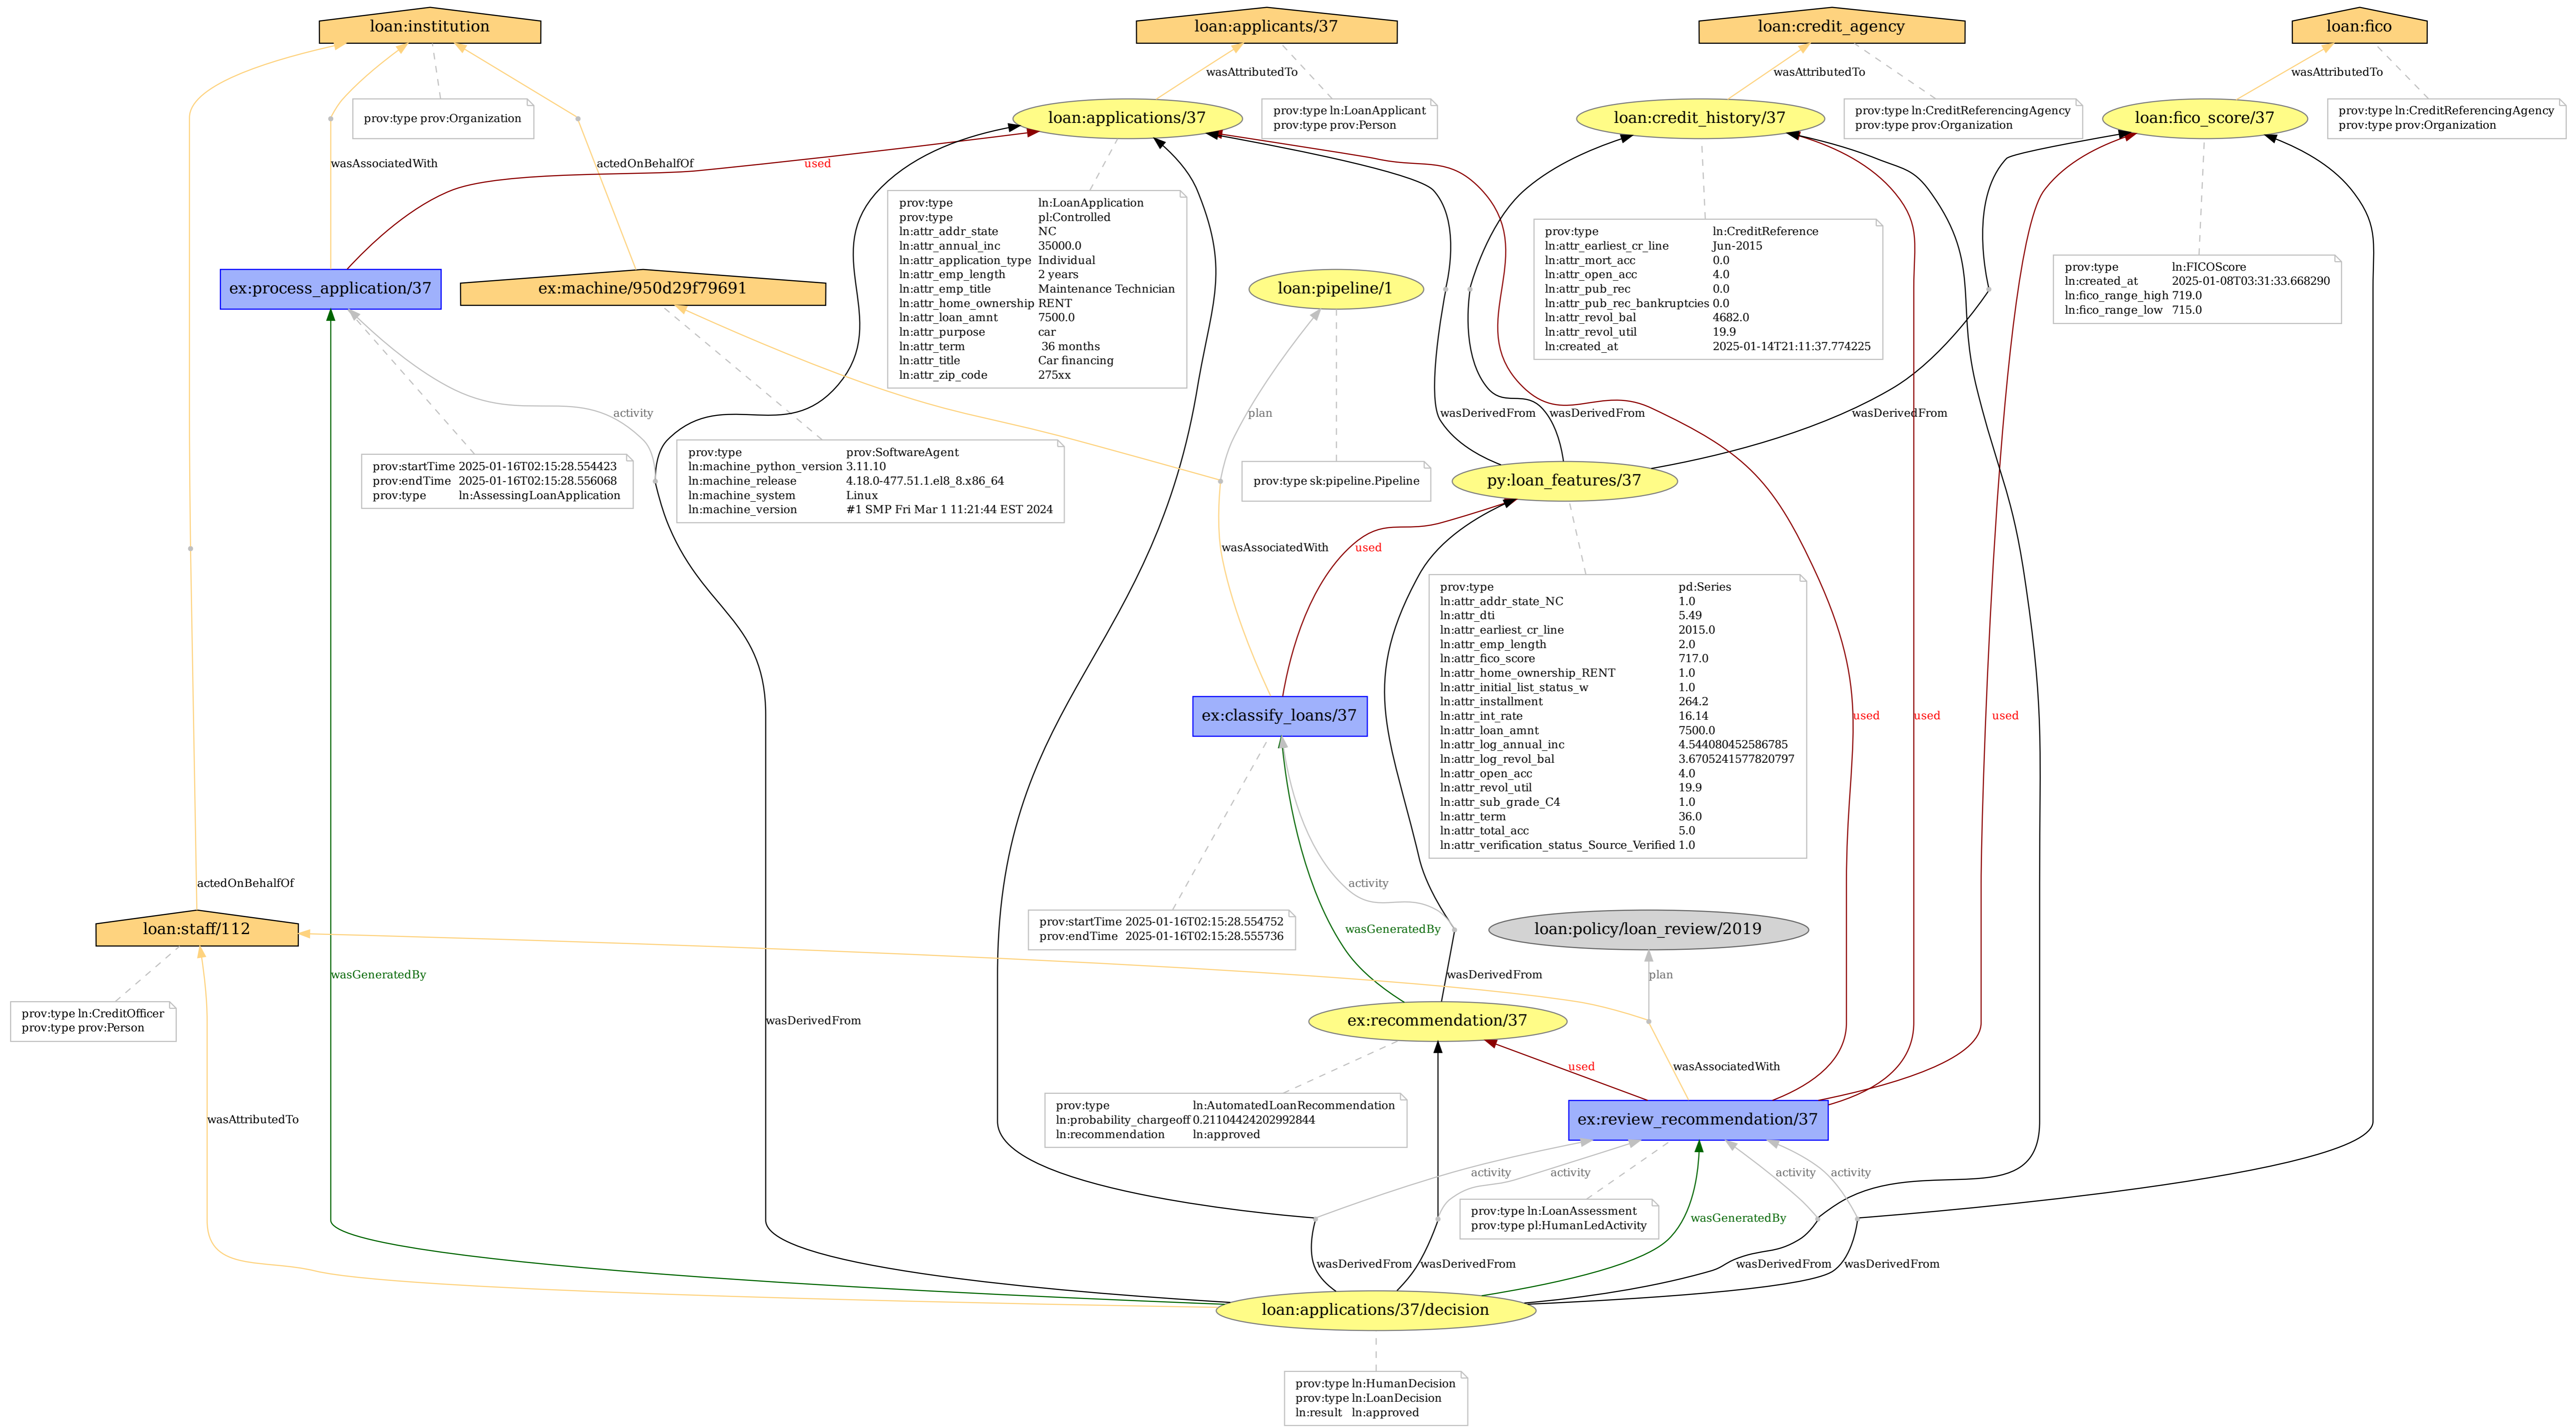 loan:institution
loan:applicants/37
loan:credit_agency
loan:fico
wasAttributedTo
wasAttributedTo
wasAttributedTo
prov:type prov:Organization
loan:applications/37
prov:type ln:LoanApplicant
prov:type prov:Person
loan:credit_history/37
prov:type ln:CreditReferencingAgency
prov:type prov:Organization
loan:fico_score/37
prov:type ln:CreditReferencingAgency
prov:type prov:Organization
wasAssociatedWith
actedOnBehalfOf
used
prov:type ln:LoanApplication
prov:type pl:Controlled
ln:attr_addr_state NC
ln:attr_annual_inc 35000.0
ln:attr_application_type Individual
ln:attr_emp_length 2 years
ln:attr_emp_title Maintenance Technician
ln:attr_home_ownership RENT
ln:attr_loan_amnt 7500.0
ln:attr_purpose car
ln:attr_term 36 months
ln:attr_title Car financing
ln:attr_zip_code 275xx
prov:type ln:CreditReference
ln:attr_earliest_cr_line Jun-2015
ln:attr_mort_acc 0.0
ln:attr_open_acc 4.0
ln:attr_pub_rec 0.0
ln:attr_pub_rec_bankruptcies 0.0
ln:attr_revol_bal 4682.0
ln:attr_revol_util 19.9
ln:created_at 2025-01-14T21:11:37.774225
prov:type ln:FICOScore
ln:created_at 2025-01-08T03:31:33.668290
ln:fico_range_high 719.0
ln:fico_range_low 715.0
ex:process_application/37
ex:machine/950d29f79691
loan:pipeline/1
activity
plan
wasDerivedFrom
wasDerivedFrom
wasDerivedFrom
prov:startTime 2025-01-16T02:15:28.554423
prov:endTime 2025-01-16T02:15:28.556068
prov:type ln:AssessingLoanApplication
prov:type prov:SoftwareAgent
ln:machine_python_version 3.11.10
ln:machine_release 4.18.0-477.51.1.el8_8.x86_64
ln:machine_system Linux
ln:machine_version #1 SMP Fri Mar 1 11:21:44 EST 2024
prov:type sk:pipeline.Pipeline
py:loan_features/37
wasAssociatedWith
used
prov:type pd:Series
ln:attr_addr_state_NC 1.0
ln:attr_dti 5.49
ln:attr_earliest_cr_line 2015.0
ln:attr_emp_length 2.0
ln:attr_fico_score 717.0
ln:attr_home_ownership_RENT 1.0
ln:attr_initial_list_status_w 1.0
ln:attr_installment 264.2
ln:attr_int_rate 16.14
ln:attr_loan_amnt 7500.0
ln:attr_log_annual_inc 4.544080452586785
ln:attr_log_revol_bal 3.6705241577820797
ln:attr_open_acc 4.0
ln:attr_revol_util 19.9
ln:attr_sub_grade_C4 1.0
ln:attr_term 36.0
ln:attr_total_acc 5.0
ln:attr_verification_status_Source_Verified 1.0
ex:classify_loans/37
used
used
used
actedOnBehalfOf
activity
loan:staff/112
prov:startTime 2025-01-16T02:15:28.554752
prov:endTime 2025-01-16T02:15:28.555736
wasGeneratedBy
loan:policy/loan_review/2019
wasGeneratedBy
wasDerivedFrom
plan
prov:type ln:CreditOfficer
prov:type prov:Person
wasDerivedFrom
ex:recommendation/37
used
wasAssociatedWith
wasAttributedTo
prov:type ln:AutomatedLoanRecommendation
ln:probability_chargeoff 0.21104424202992844
ln:recommendation ln:approved
ex:review_recommendation/37
activity
activity
activity
activity
prov:type ln:LoanAssessment
prov:type pl:HumanLedActivity
wasGeneratedBy
wasDerivedFrom
wasDerivedFrom
wasDerivedFrom
wasDerivedFrom
loan:applications/37/decision
prov:type ln:HumanDecision
prov:type ln:LoanDecision
ln:result ln:approved